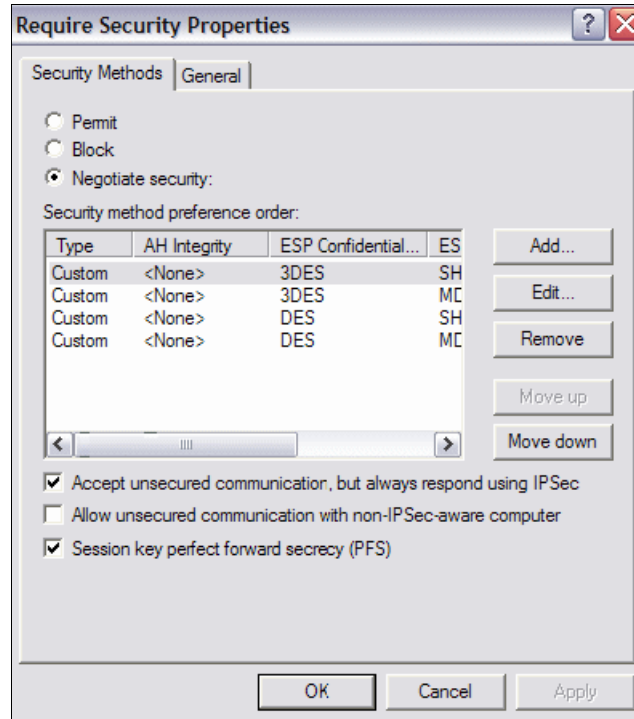 Require Security Properties
Security Methods General
Permit
Block
Negotiate security:
Security method preference order:
Type AH Integrity ESP Confidential... ES
Custom <None> 3DES SH
Custom <None> 3DES MD
Custom <None> DES SH
Custom <None> DES MD
Add...
Edit...
Remove
Move up
Move down
Accept unsecured communication, but always respond using IPSec
Allow unsecured communication with non-IPSec-aware computer
Session key perfect forward secrecy (PFS)
OK Cancel Apply